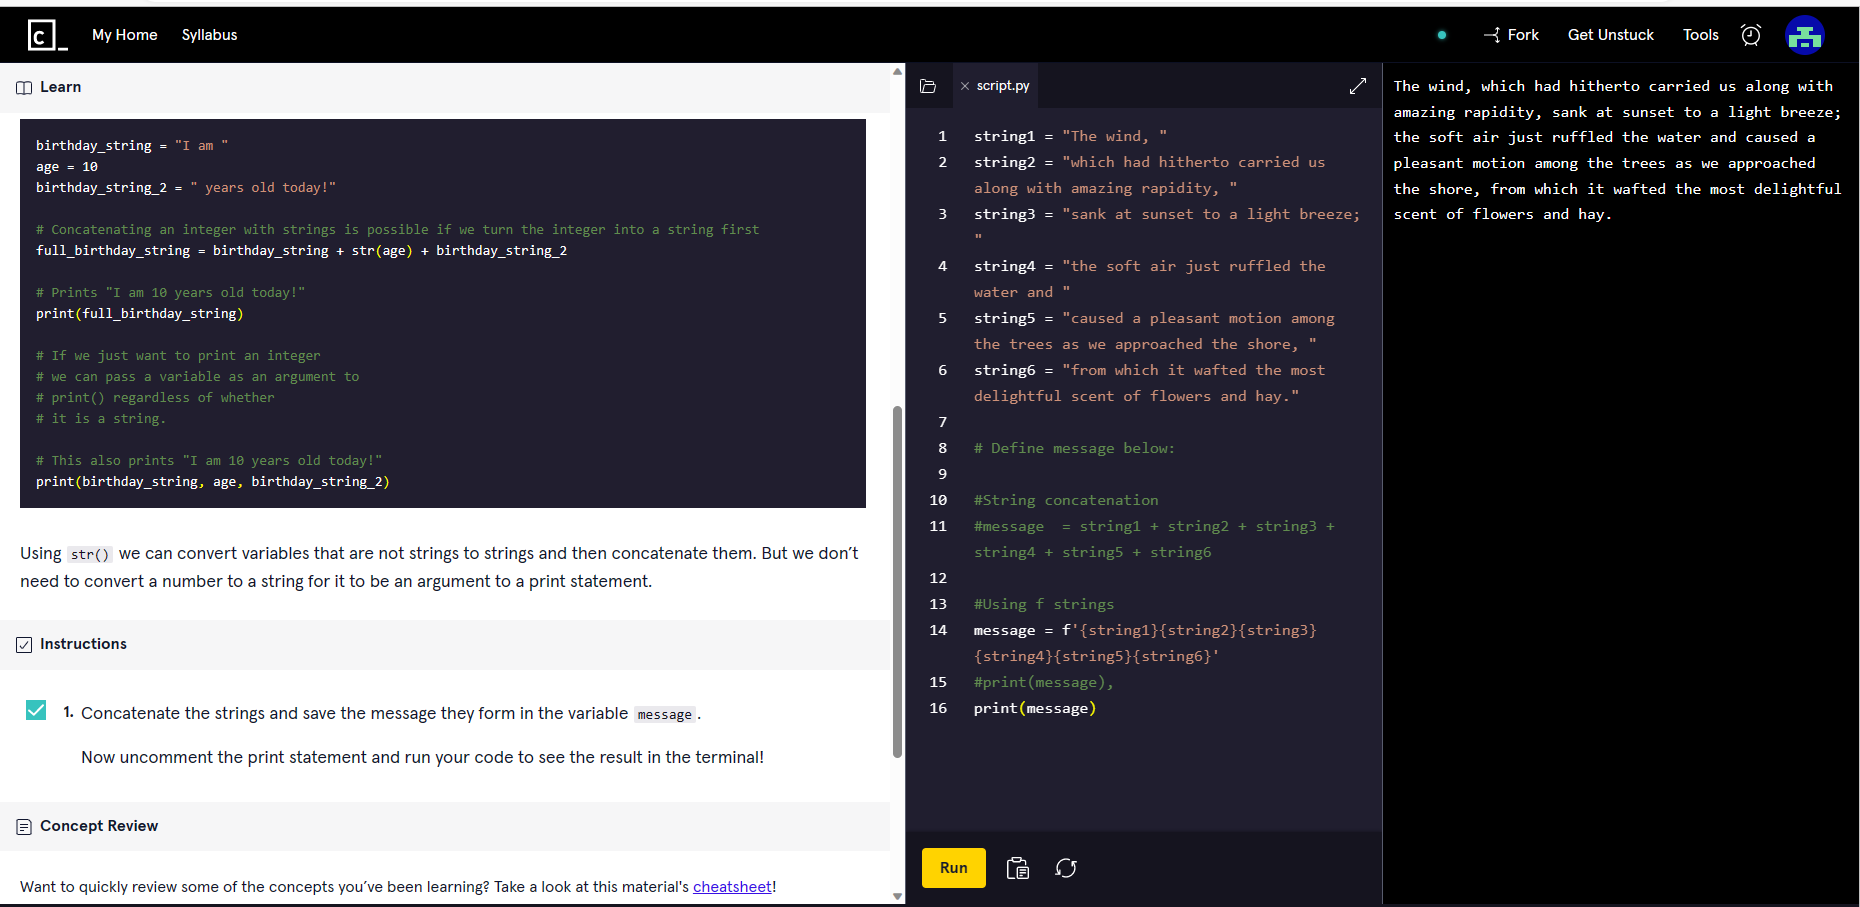 C_ My Home Syllabus Fork Get Unstuck Tools
Learn
birthday_string = "I am "
age = 10
birthday_string_2 = " years old today!"
# Concatenating an integer with strings is possible if we turn the integer into a string first
full_birthday_string = birthday_string + str(age) + birthday_string_2
# Prints "I am 10 years old today!"
print(full_birthday_string)
# If we just want to print an integer
# we can pass a variable as an argument to
# print() regardless of whether
# it is a string.
# This also prints "I am 10 years old today!"
print(birthday_string, age, birthday_string_2)
Using str() we can convert variables that are not strings to strings and then concatenate them. But we don’t
need to convert a number to a string for it to be an argument to a print statement.
Instructions
1. Concatenate the strings and save the message they form in the variable message.
Now uncomment the print statement and run your code to see the result in the terminal!
Concept Review
Want to quickly review some of the concepts you’ve been learning? Take a look at this material's cheatsheet!
script.py
1 string1 = "The wind, "
2 string2 = "which had hitherto carried us
along with amazing rapidity, "
3 string3 = "sank at sunset to a light breeze;
"
4 string4 = "the soft air just ruffled the
water and "
5 string5 = "caused a pleasant motion among
the trees as we approached the shore, "
6 string6 = "from which it wafted the most
delightful scent of flowers and hay."
7
8 # Define message below:
9
10 #String concatenation
11 #message  = string1 + string2 + string3 +
string4 + string5 + string6
12
13 #Using f strings
14 message = f'{string1}{string2}{string3}
{string4}{string5}{string6}'
15 #print(message),
16 print(message)
Run
The wind, which had hitherto carried us along with
amazing rapidity, sank at sunset to a light breeze;
the soft air just ruffled the water and caused a
pleasant motion among the trees as we approached
the shore, from which it wafted the most delightful
scent of flowers and hay.